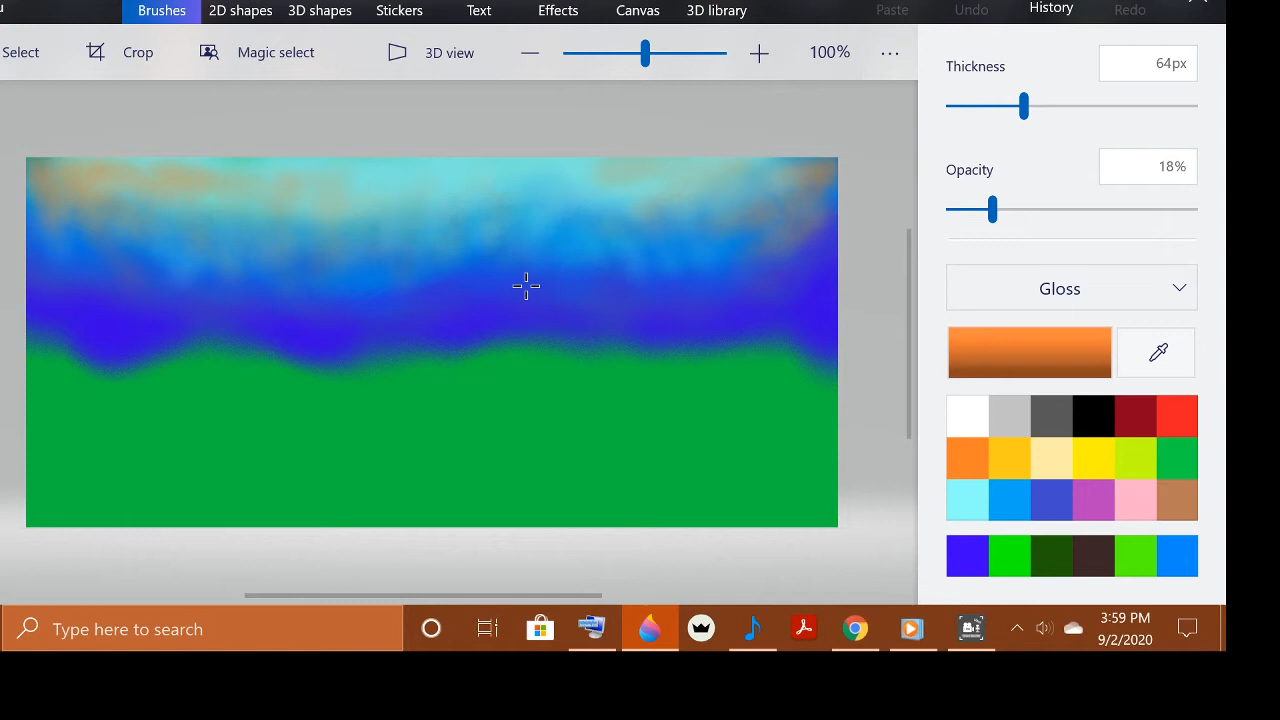 Brushes 2D shapes 3D shapes Stickers Text Effects Canvas 3D library Paste Undo History Redo
Select Crop Magic select 3D view 100%
Thickness 64px
Opacity 18%
Gloss
Type here to search
3:59 PM
9/2/2020